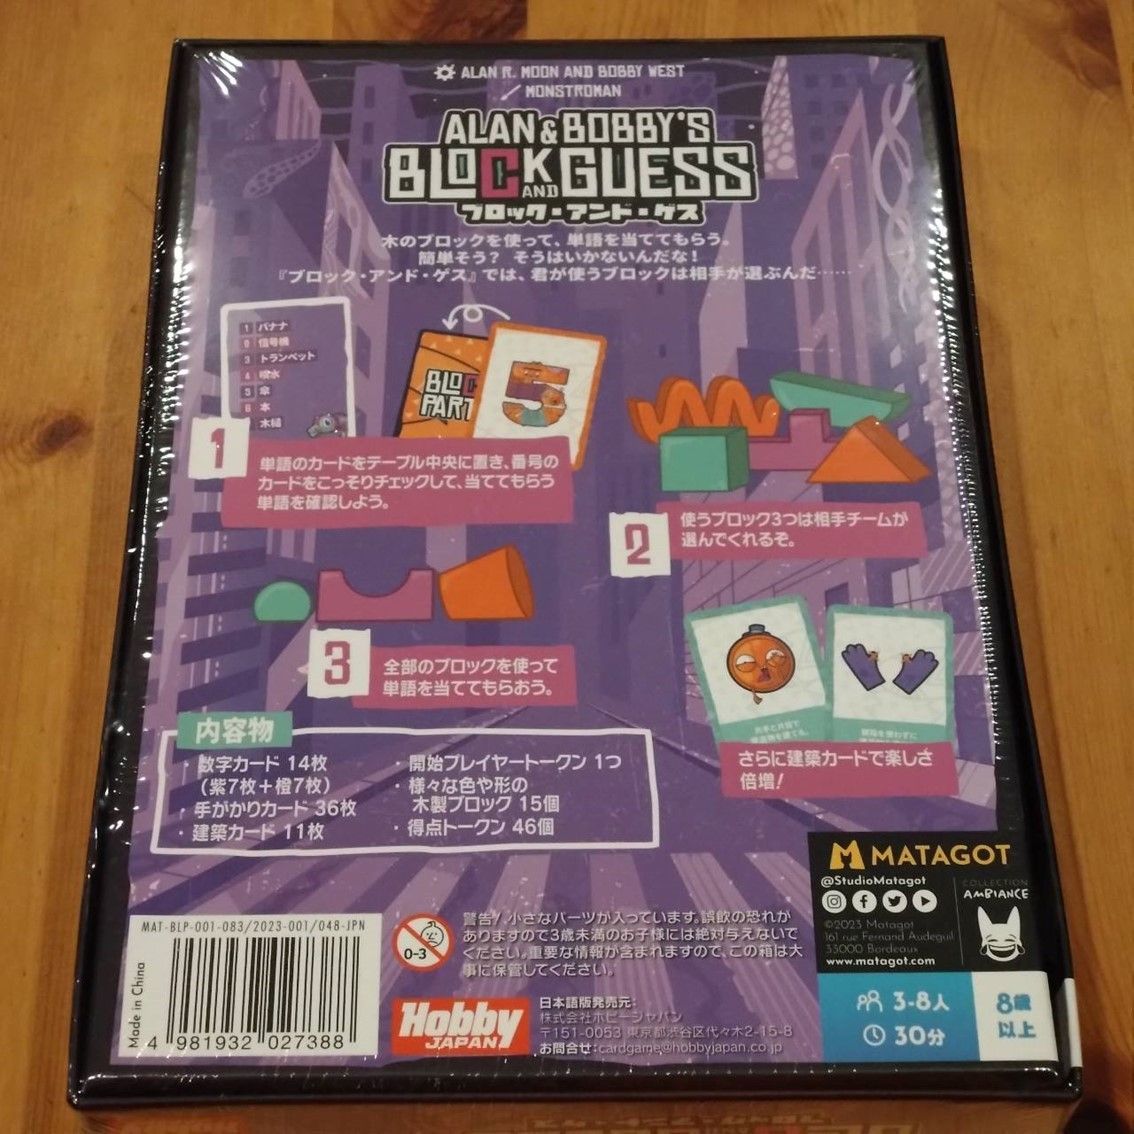 ALAN R. MOON AND BOBBY WEST
MONSTROMAN
ALAN & BOBBY'S
BLOCK AND GUESS
ブロック・アンド・ゲス
木のブロックを使って、単語を当ててもらう。
簡単そう? そうはいかないんだな!
『ブロック・アンド・ゲス』では、君が使うブロックは相手が選ぶんだ……
1 バナナ
2 信号機
3 トランペット
4 噴水
5 傘
6 本
木槌
BLOC
PART
5
1
単語のカードをテーブル中央に置き、番号の
カードをこっそりチェックして、当ててもらう
単語を確認しよう。
2
使うブロック3つは相手チームが
選んでくれるぞ。
3
全部のブロックを使って
単語を当ててもらおう。
さらに建築カードで楽しさ
倍増!
内容物
・数字カード 14枚
(紫7枚+橙7枚)
・手がかりカード 36枚
・建築カード 11枚
・開始プレイヤートークン 1つ
・様々な色や形の
木製ブロック 15個
・得点トークン 46個
MATAGOT
@StudioMatagot
COLLECTION
AMBIANCE
©2023 Matagot
161 rue Fernand Audeguil
33000 Bordeaux
www.matagot.com
MAT-BLP-001-083/2023-001/048-JPN
Made in China
4 981932 027388
0-3
警告!小さなパーツが入っています。誤飲の恐れが
ありますので3歳未満のお子様には絶対与えないで
ください。重要な情報が含まれますので、この箱は大
事に保管してください。
Hobby
JAPAN
日本語版発売元:
株式会社ホビージャパン
〒151-0053 東京都渋谷区代々木2-15-8
お問合せ:cardgame@hobbyjapan.co.jp
3-8人
30分
8歳
以上